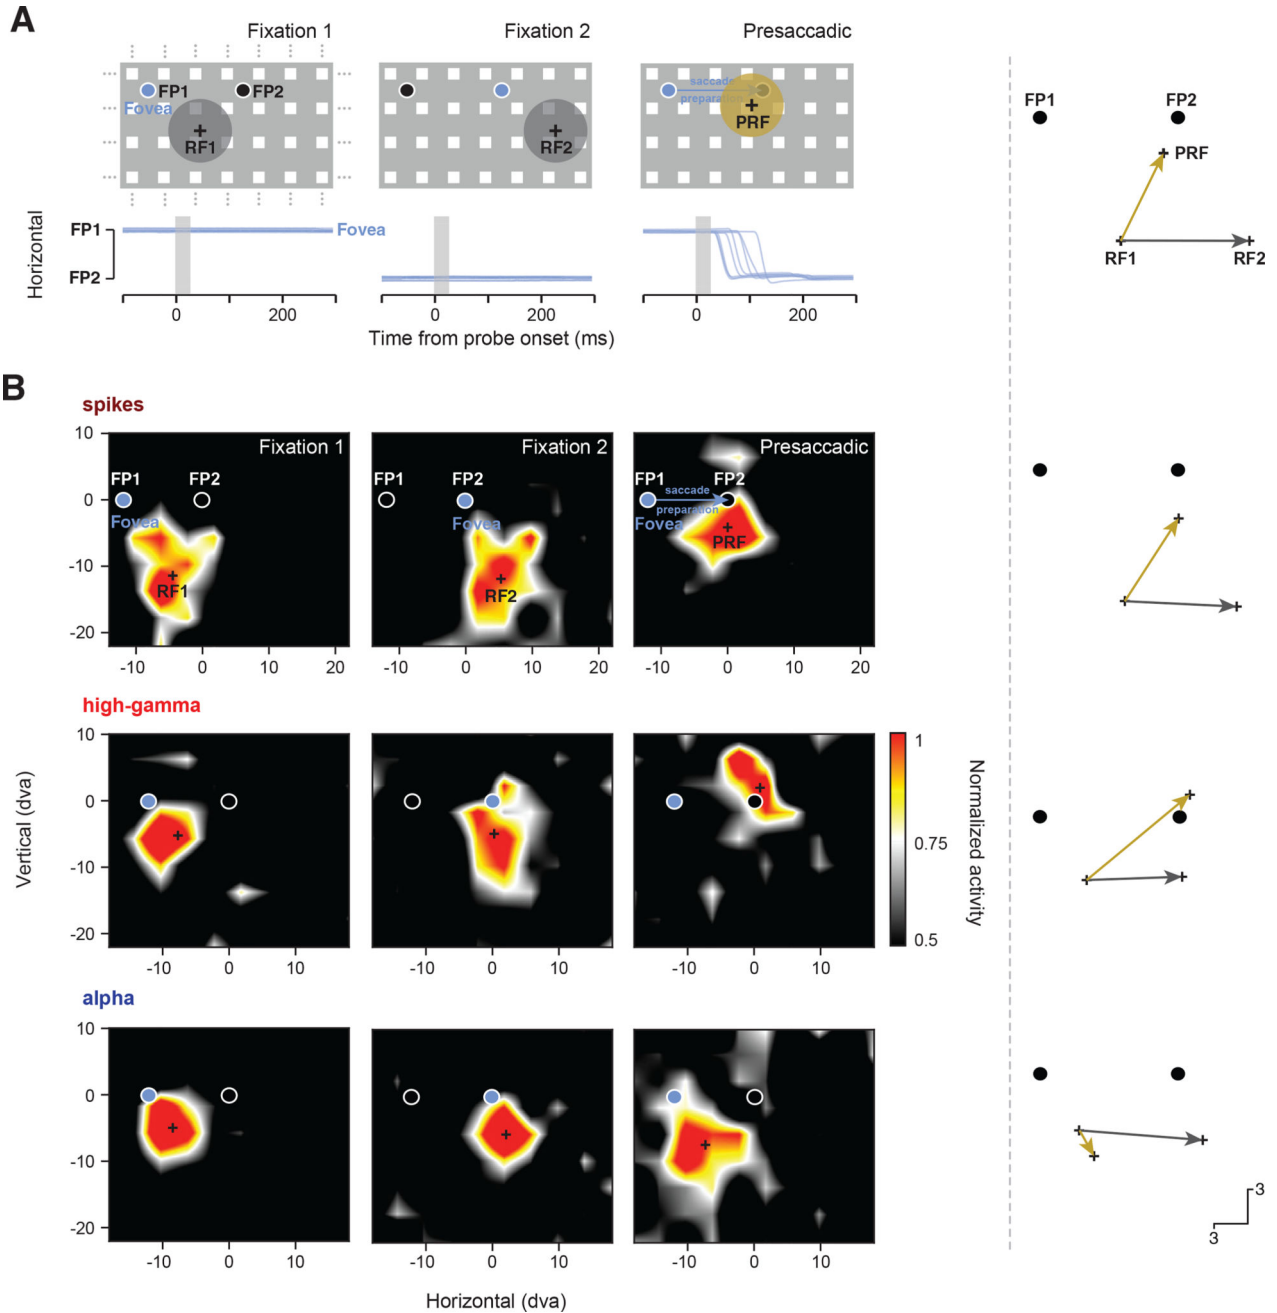 A
Fixation 1
Fixation 2
Presaccadic
FP1
FP2
Fovea
RF1
RF2
saccade
preparation
PRF
FP1
FP2
PRF
RF1
RF2
Horizontal
FP1
FP2
Fovea
0
200
0
200
0
200
Time from probe onset (ms)
B
spikes
Fixation 1
Fixation 2
Presaccadic
FP1
FP2
Fovea
RF1
FP1
FP2
Fovea
RF2
FP1
FP2
saccade
preparation
Fovea
PRF
10
0
-10
-20
-10
0
10
20
-10
0
10
20
-10
0
10
20
high-gamma
10
0
-10
-20
-10
0
10
-10
0
10
-10
0
10
1
0.75
0.5
Normalized activity
Vertical (dva)
alpha
10
0
-10
-20
-10
0
10
-10
0
10
-10
0
10
Horizontal (dva)
3
3